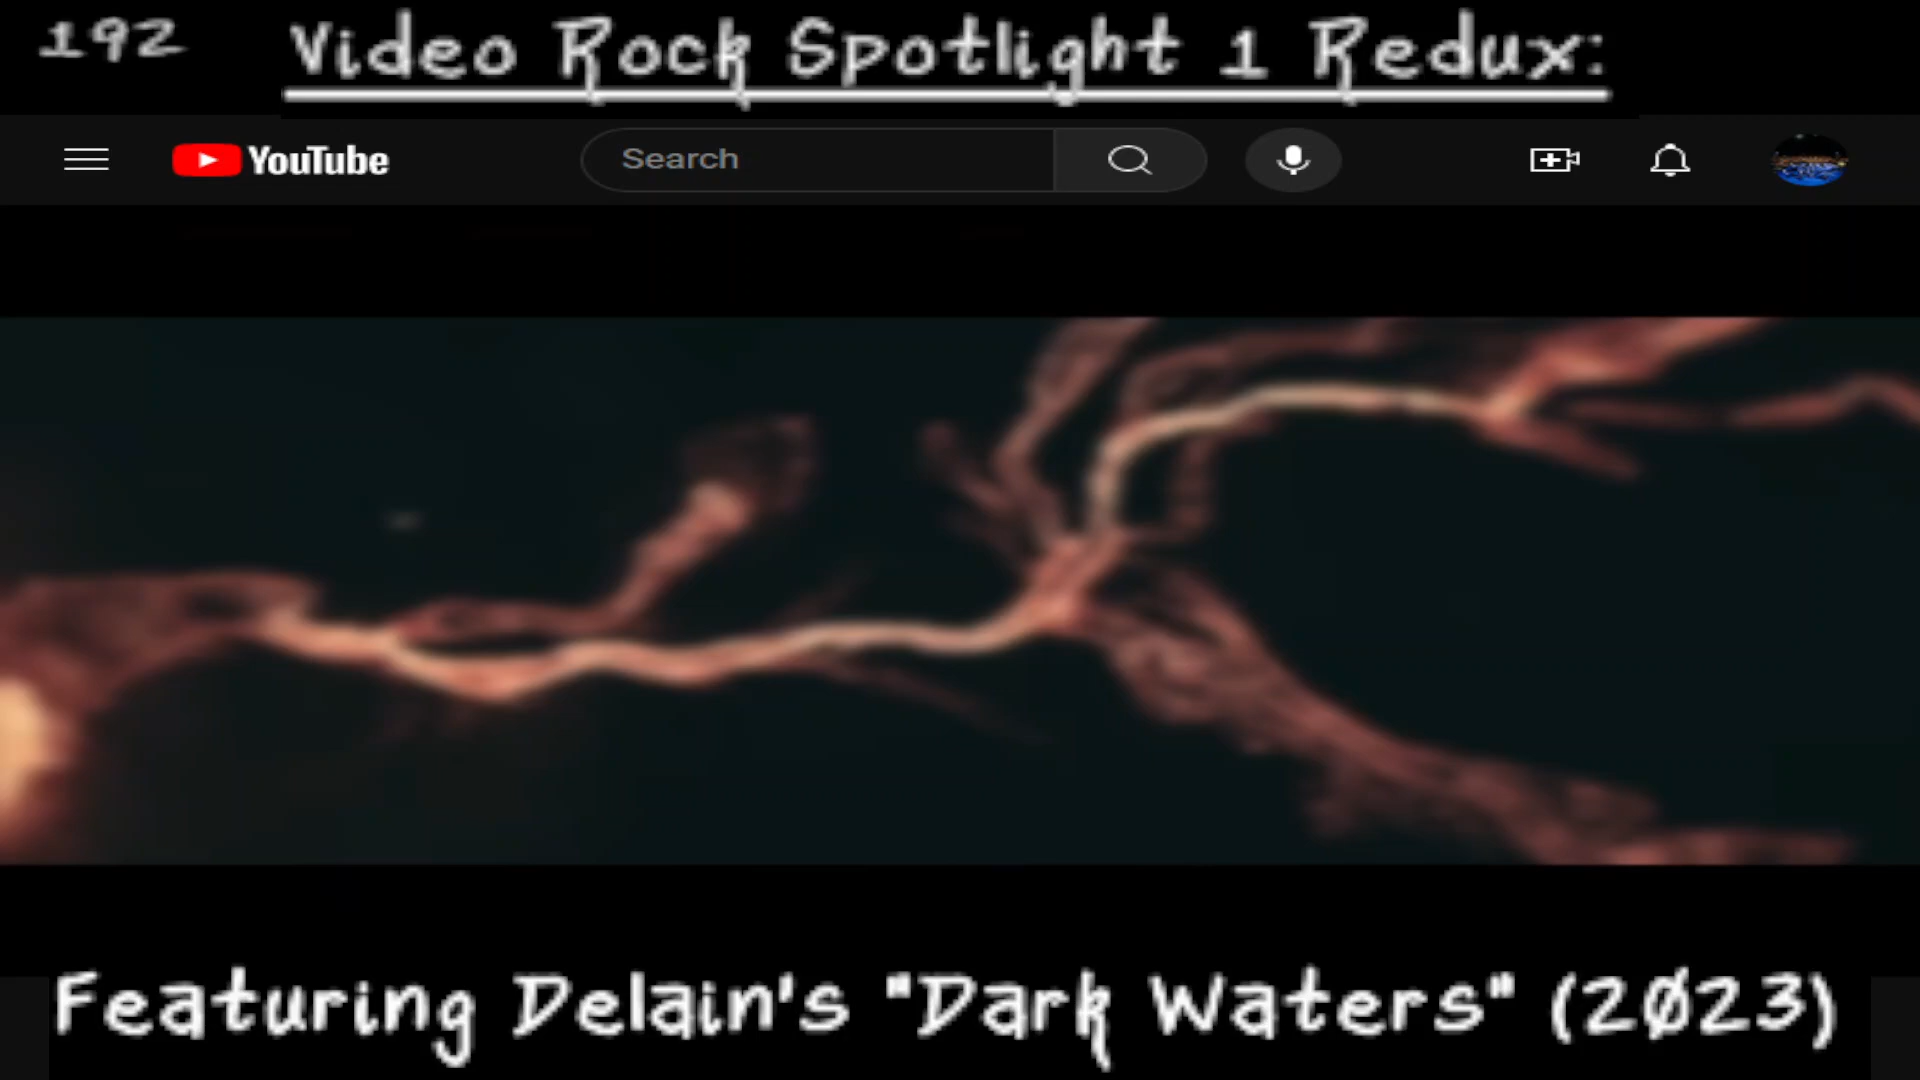 192 Video Rock Spotlight 1 Redux:
YouTube Search
Featuring Delain's "Dark Waters" (2023)